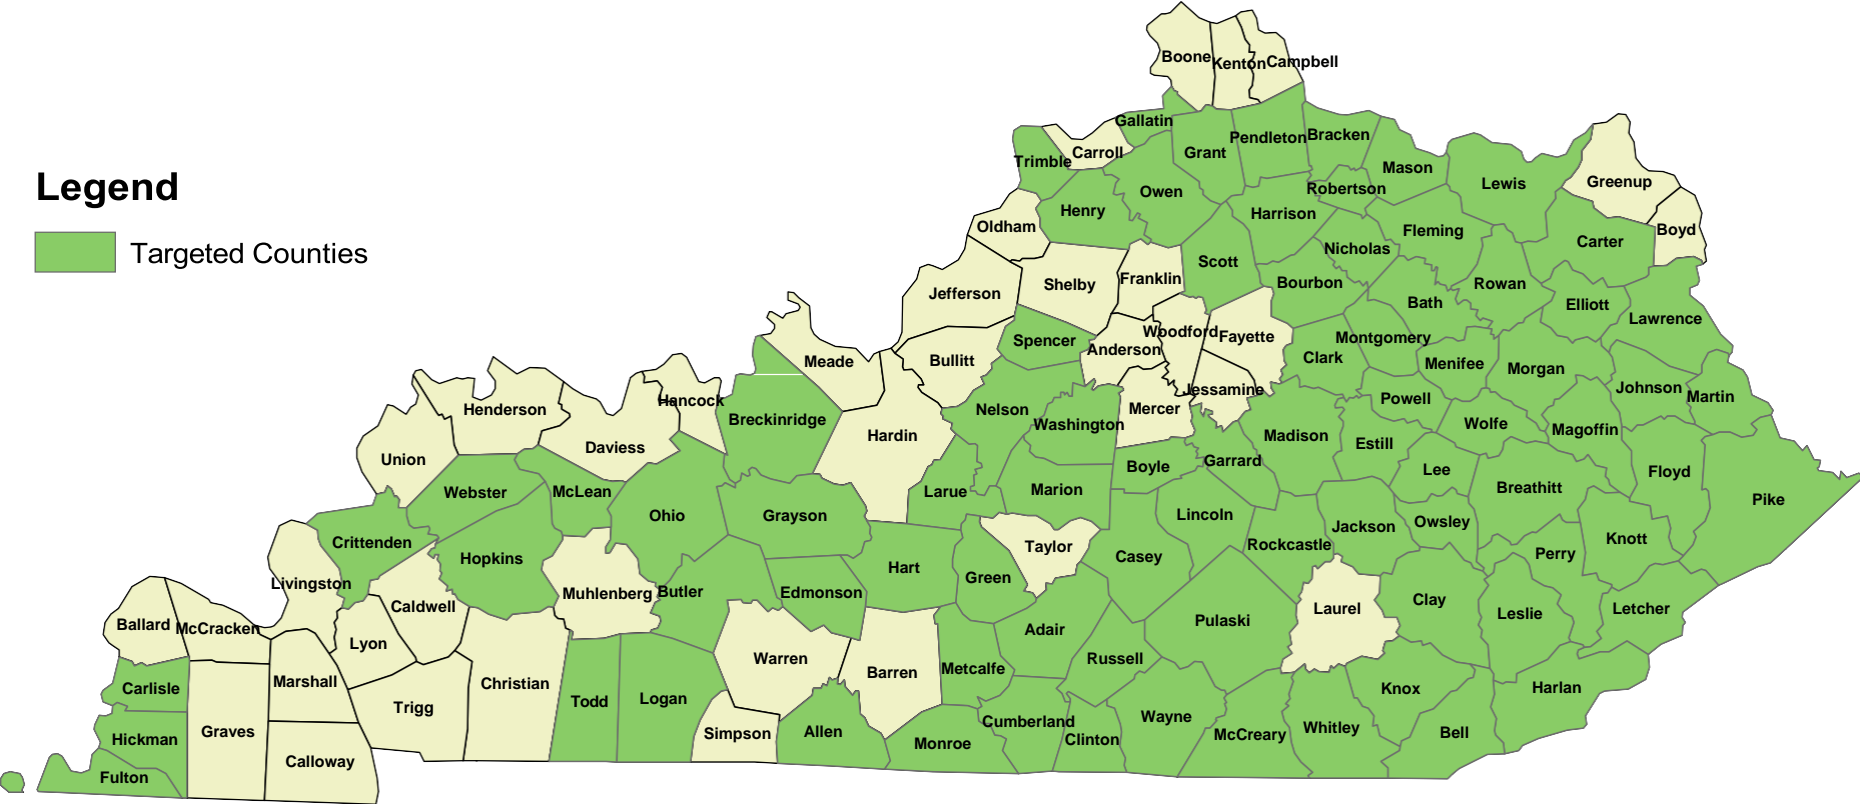 Boone
Kenton
Campbell
Gallatin
Pendleton
Bracken
Grant
Carroll
Trimble
Mason
Legend
Lewis
Greenup
Robertson
Owen
Henry
Harrison
Oldham
Fleming
Boyd
Carter
Nicholas
Targeted Counties
Scott
Franklin
Bourbon
Shelby
Rowan
Jefferson
Bath
Elliott
Lawrence
Woodford
Fayette
Montgomery
Spencer
Anderson
Clark
Bullitt
Meade
Menifee
Morgan
Johnson
Martin
Jessamine
Powell
Hancock
Henderson
Mercer
Nelson
Breckinridge
Washington
Wolfe
Magoffin
Hardin
Madison
Estill
Daviess
Union
Garrard
Boyle
Lee
Floyd
Breathitt
Webster
McLean
Larue
Marion
Pike
Ohio
Grayson
Lincoln
Owsley
Jackson
Knott
Crittenden
Rockcastle
Taylor
Perry
Casey
Hopkins
Hart
Green
Livingston
Muhlenberg
Butler
Edmonson
Clay
Caldwell
Laurel
Letcher
Leslie
Pulaski
Ballard
McCracken
Adair
Lyon
Warren
Russell
Metcalfe
Barren
Marshall
Christian
Carlisle
Knox
Harlan
Logan
Todd
Trigg
Wayne
Cumberland
Whitley
Graves
Allen
Bell
Simpson
McCreary
Hickman
Clinton
Monroe
Calloway
Fulton